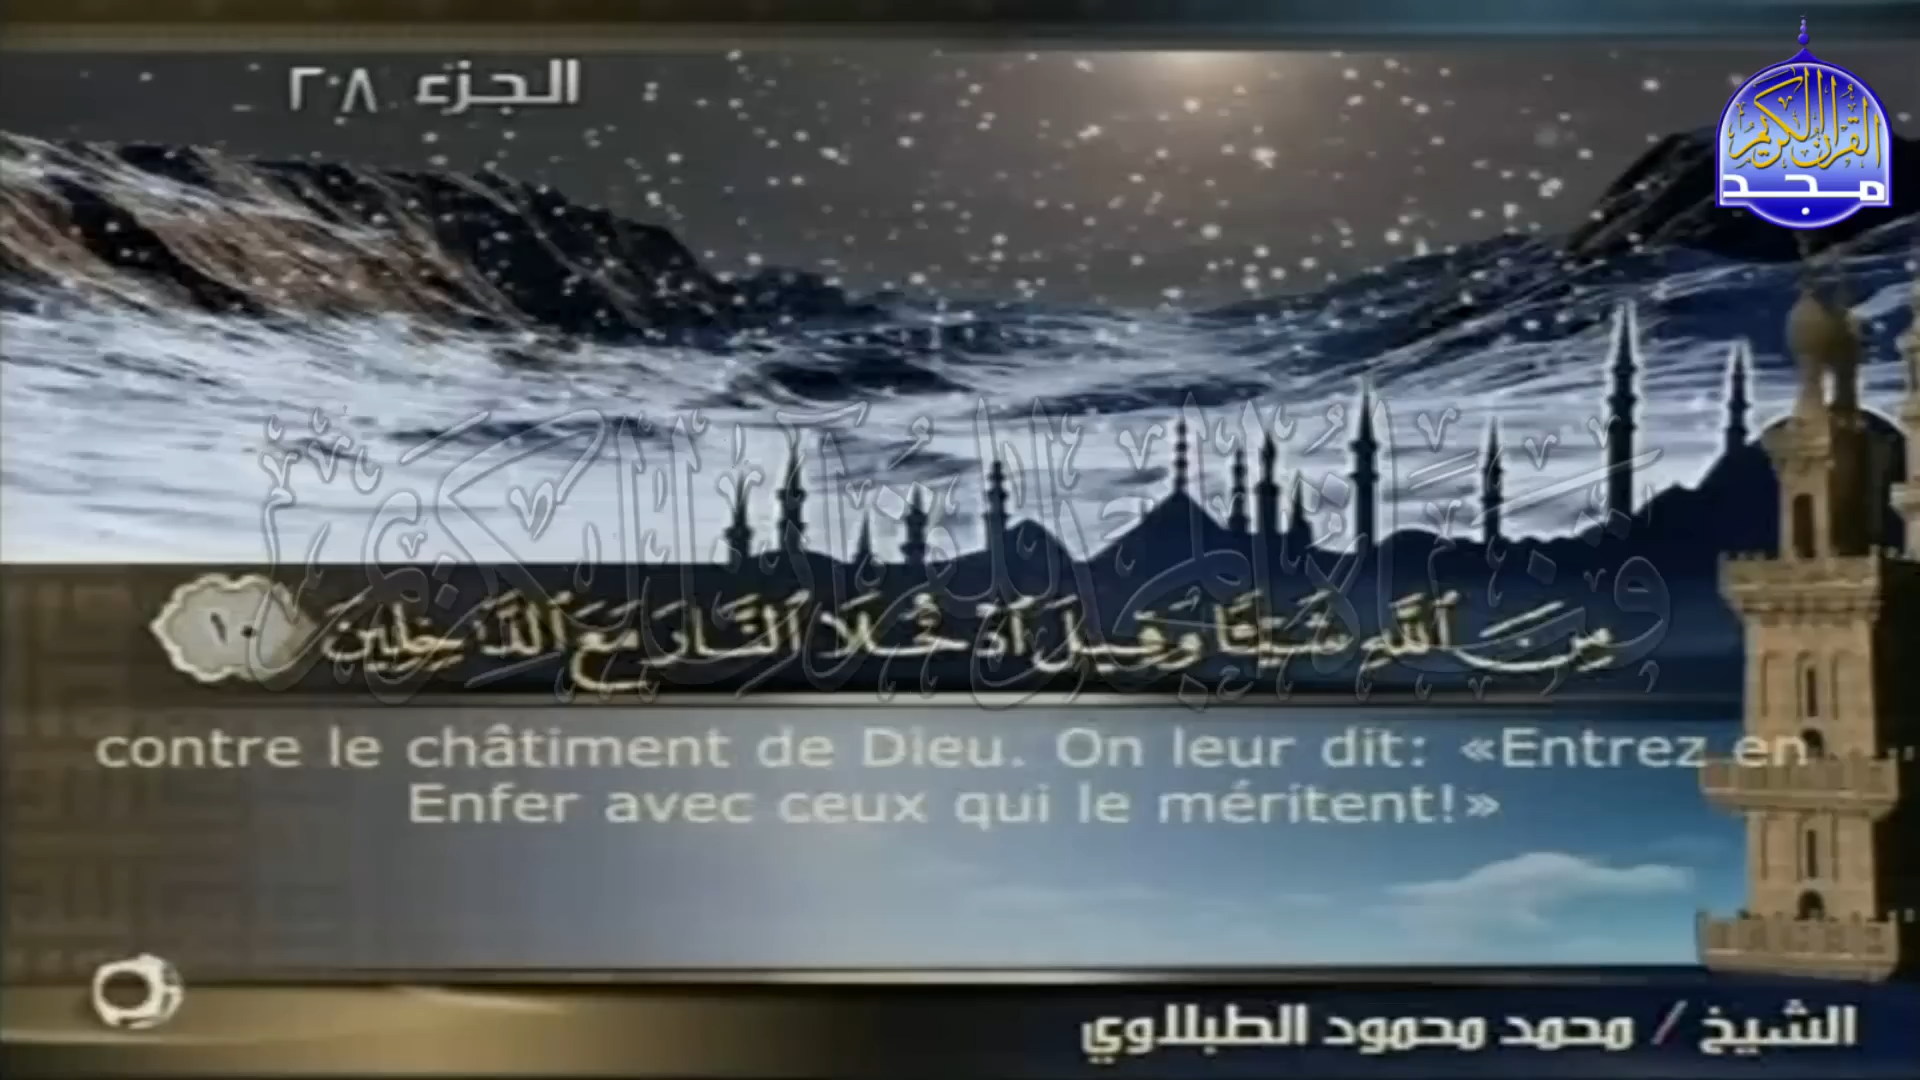 الجزء ٢٠٨
القرآن الكريم
مجد
مِنَ ٱللَّهِ شَيْـًٔا وَقِيلَ ٱدْخُلَا ٱلنَّارَ مَعَ ٱلدَّٰخِلِينَ ١٠
contre le châtiment de Dieu. On leur dit: «Entrez en
Enfer avec ceux qui le méritent!»
الشيخ / محمد محمود الطبلاوي